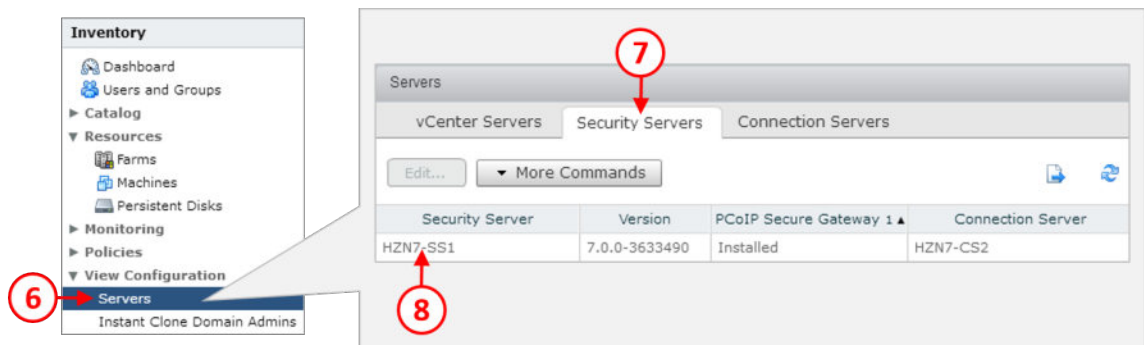 Inventory
Dashboard
Users and Groups
Catalog
Resources
Farms
Machines
Persistent Disks
Monitoring
Policies
View Configuration
6
Servers
Instant Clone Domain Admins
7
Servers
vCenter Servers Security Servers Connection Servers
Edit... More Commands
Security Server Version PCoIP Secure Gateway 1 ▲ Connection Server
HZN7-SS1 7.0.0-3633490 Installed HZN7-CS2
8